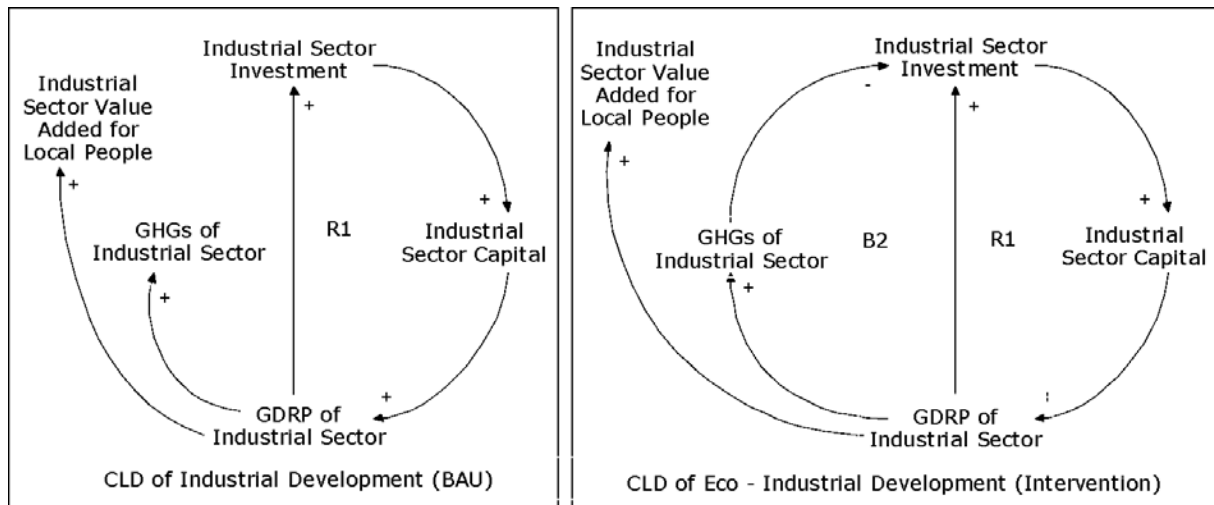 Industrial Sector
Investment
+
Industrial
Sector Value
Added for
Local People
+
GHGs of
Industrial Sector
+
R1
+
Industrial
Sector Capital
+
GDRP of
Industrial Sector
CLD of Industrial Development (BAU)
Industrial Sector
Investment
-
+
Industrial
Sector Value
Added for
Local People
+
GHGs of
Industrial Sector
+
B2
R1
+
Industrial
Sector Capital
GDRP of
Industrial Sector
CLD of Eco - Industrial Development (Intervention)